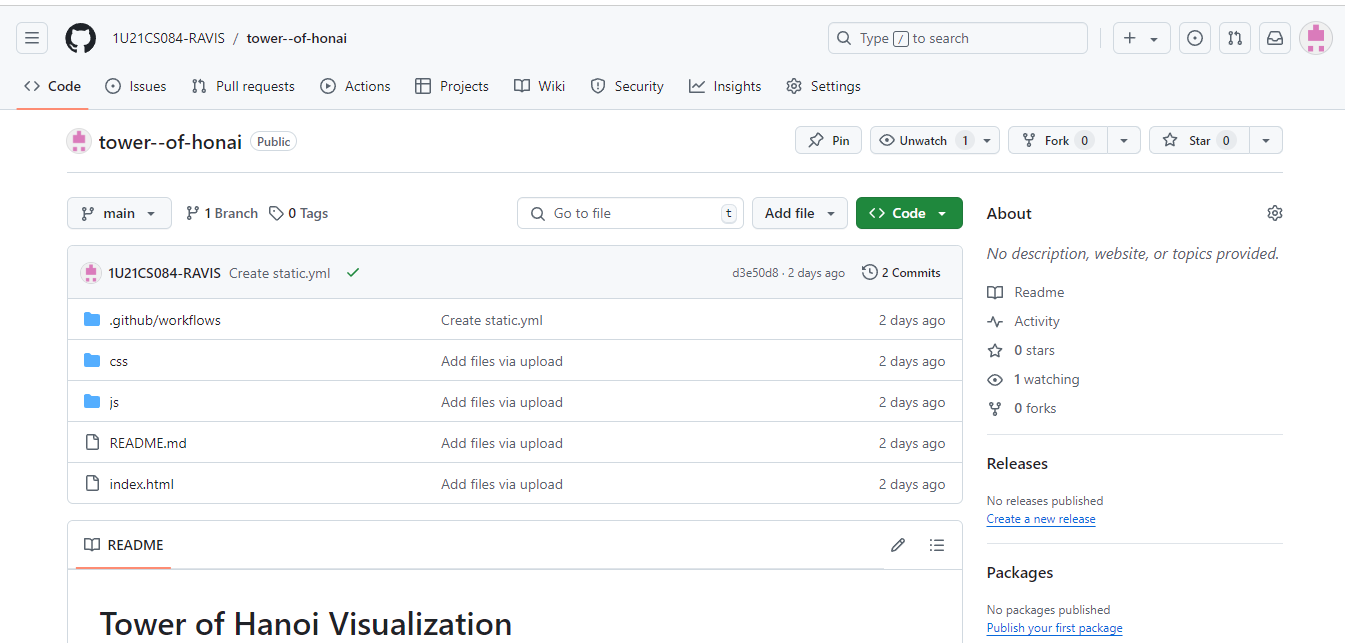 1U21CS084-RAVIS / tower--of-honai Type / to search
Code Issues Pull requests Actions Projects Wiki Security Insights Settings
tower--of-honai Public Pin Unwatch 1 Fork 0 Star 0
main 1 Branch 0 Tags Go to file t Add file Code
1U21CS084-RAVIS Create static.yml d3e50d8 · 2 days ago 2 Commits
.github/workflows Create static.yml 2 days ago
css Add files via upload 2 days ago
js Add files via upload 2 days ago
README.md Add files via upload 2 days ago
index.html Add files via upload 2 days ago
README
Tower of Hanoi Visualization
About
No description, website, or topics provided.
Readme
Activity
0 stars
1 watching
0 forks
Releases
No releases published
Create a new release
Packages
No packages published
Publish your first package